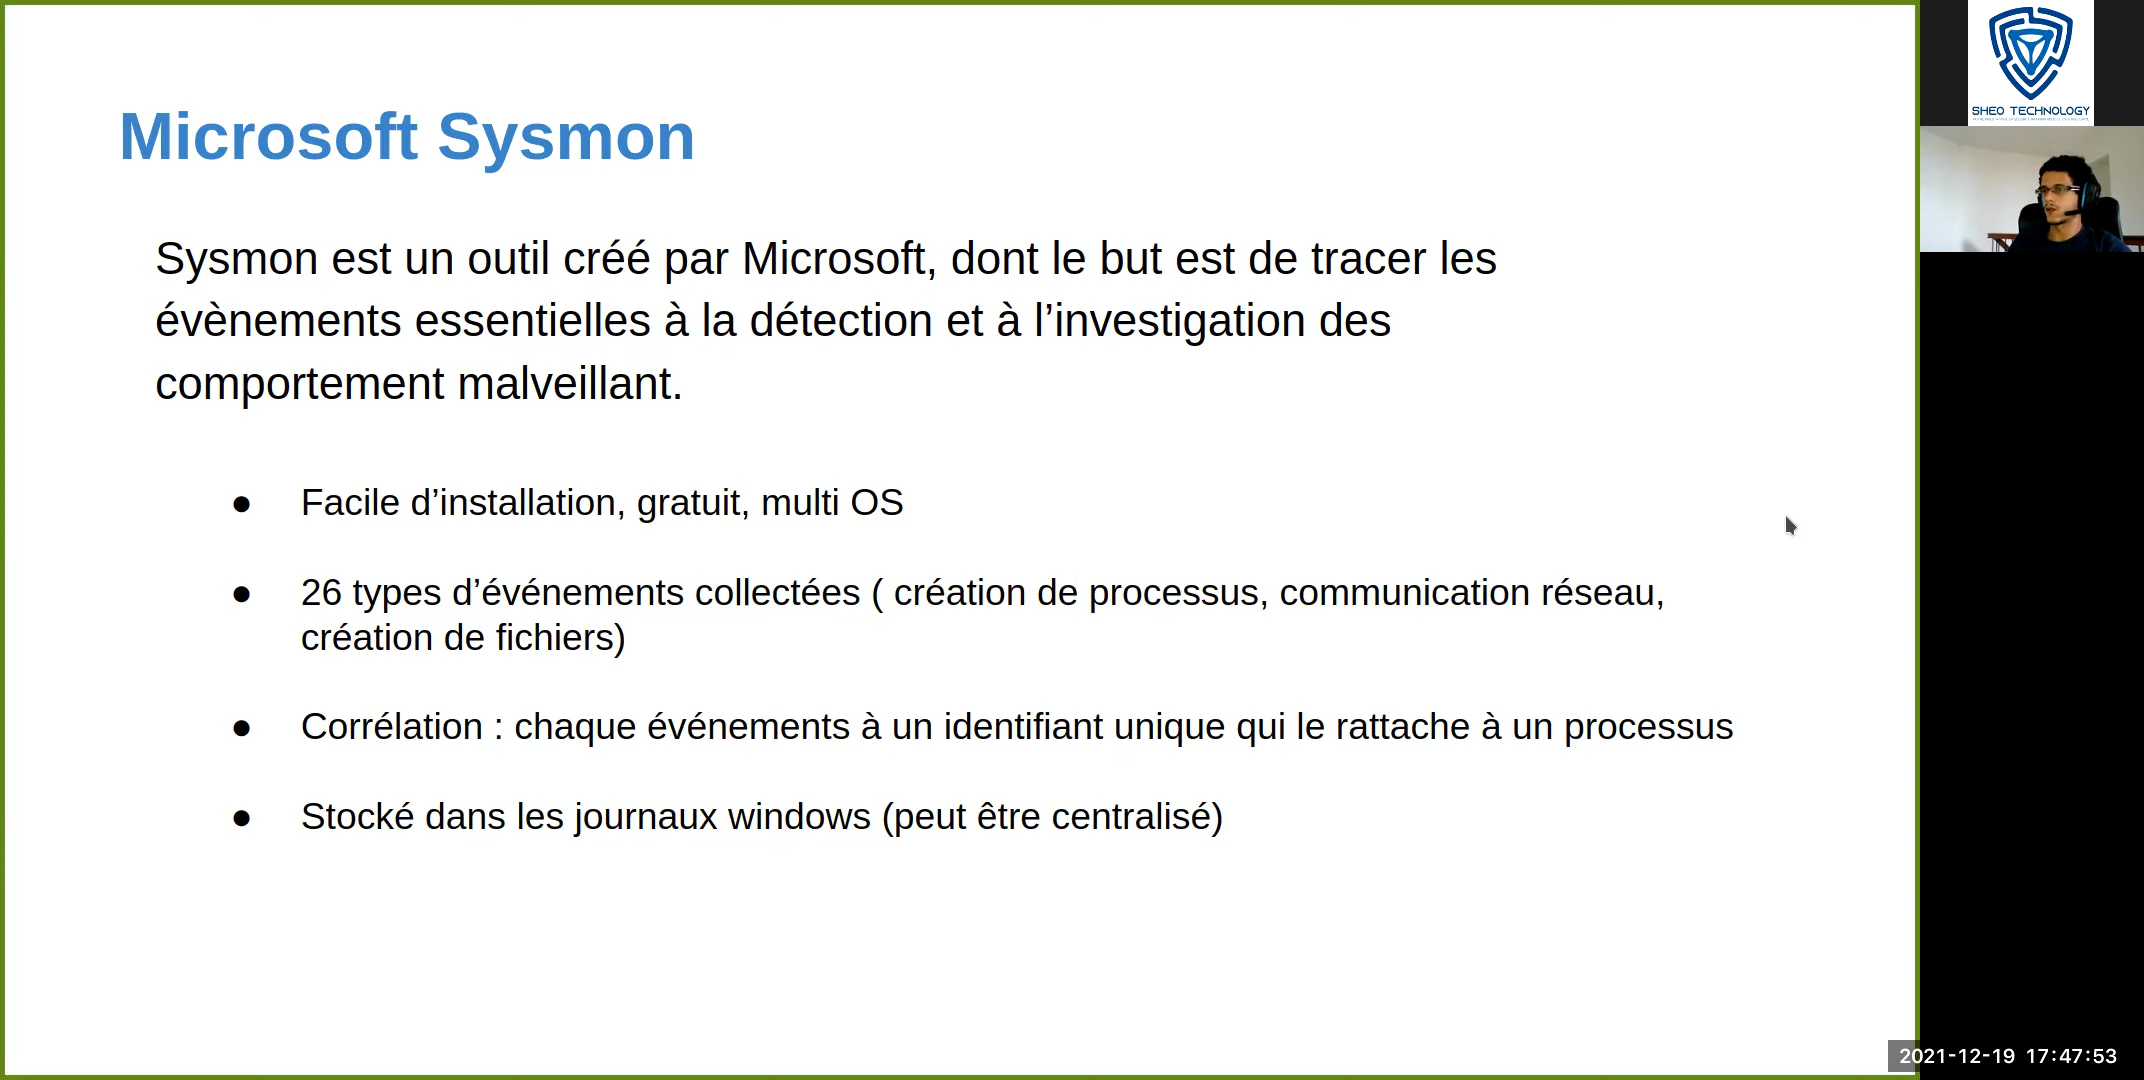 Microsoft Sysmon
Sysmon est un outil créé par Microsoft, dont le but est de tracer les
évènements essentielles à la détection et à l’investigation des
comportement malveillant.
● Facile d’installation, gratuit, multi OS
● 26 types d’événements collectées ( création de processus, communication réseau,
création de fichiers)
● Corrélation : chaque événements à un identifiant unique qui le rattache à un processus
● Stocké dans les journaux windows (peut être centralisé)
SHEO TECHNOLOGY
2021-12-19 17:47:53